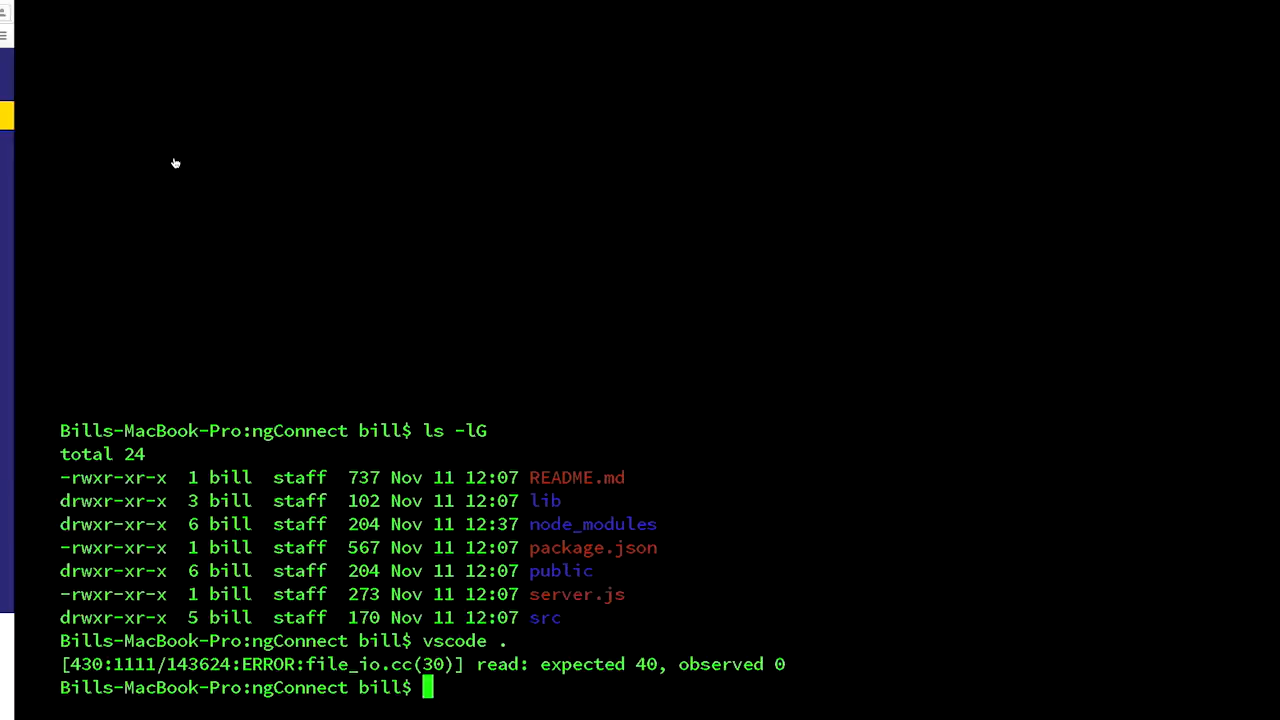 Bills-MacBook-Pro:ngConnect bill$ ls -lG
total 24
-rwxr-xr-x  1 bill  staff  737 Nov 11 12:07 README.md
drwxr-xr-x  3 bill  staff  102 Nov 11 12:07 lib
drwxr-xr-x  6 bill  staff  204 Nov 11 12:37 node_modules
-rwxr-xr-x  1 bill  staff  567 Nov 11 12:07 package.json
drwxr-xr-x  6 bill  staff  204 Nov 11 12:07 public
-rwxr-xr-x  1 bill  staff  273 Nov 11 12:07 server.js
drwxr-xr-x  5 bill  staff  170 Nov 11 12:07 src
Bills-MacBook-Pro:ngConnect bill$ vscode .
[430:1111/143624:ERROR:file_io.cc(30)] read: expected 40, observed 0
Bills-MacBook-Pro:ngConnect bill$